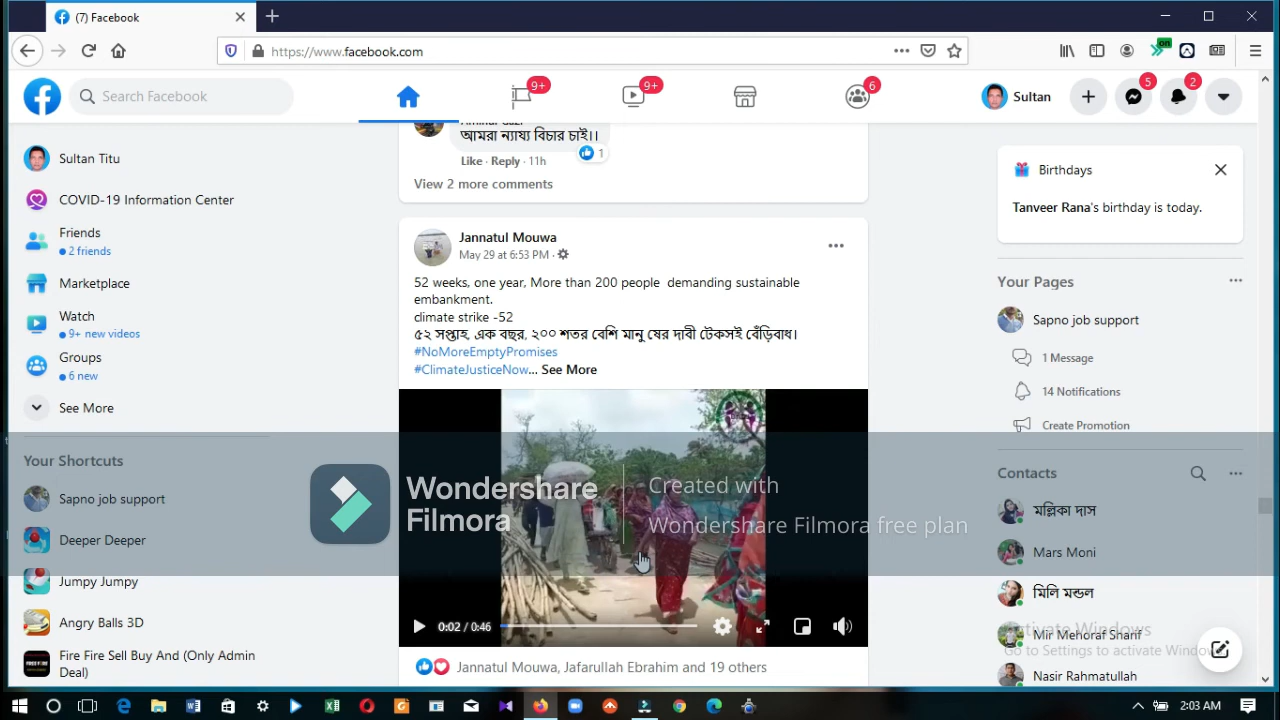 (7) Facebook
https://www.facebook.com
Search Facebook
9+
9+
6
Sultan
5
2
Sultan Titu
COVID-19 Information Center
Friends
2 friends
Marketplace
Watch
9+ new videos
Groups
6 new
See More
Your Shortcuts
Sapno job support
Deeper Deeper
Jumpy Jumpy
Angry Balls 3D
Fire Fire Sell Buy And (Only Admin
Deal)
আমরা ন্যায্য বিচার চাই।।
Like · Reply · 11h
1
View 2 more comments
Jannatul Mouwa
May 29 at 6:53 PM ·
52 weeks, one year, More than 200 people demanding sustainable
embankment.
climate strike -52
৫২ সপ্তাহ, এক বছর, ২০০ শতর বেশি মানু ষের দাবী টেকসই বেঁড়িবাধ।
#NoMoreEmptyPromises
#ClimateJusticeNow... See More
0:02 / 0:46
Jannatul Mouwa, Jafarullah Ebrahim and 19 others
Wondershare
Filmora
Created with
Wondershare Filmora free plan
Birthdays
Tanveer Rana's birthday is today.
Your Pages
Sapno job support
1 Message
14 Notifications
Create Promotion
Contacts
মল্লিকা দাস
Mars Moni
মিলি মন্ডল
Mir Mehoraf Sharif
Nasir Rahmatullah
Activate Windows
Go to Settings to activate Windows
on
2:03 AM